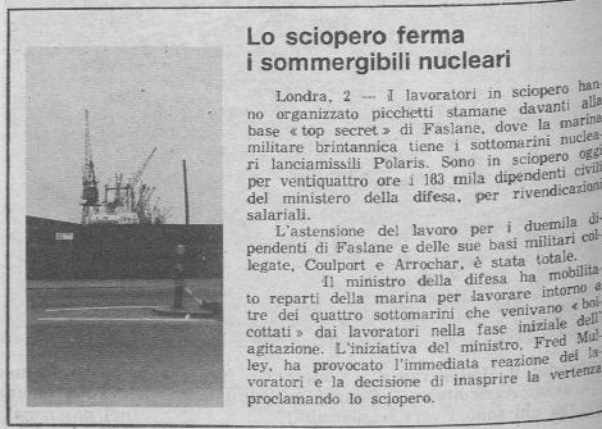 Lo sciopero ferma
i sommergibili nucleari
Londra, 2 — I lavoratori in sciopero han-
no organizzato picchetti stamane davanti alla
base « top secret » di Faslane, dove la marina
militare brintannica tiene i sottomarini nuclea-
ri lanciamissili Polaris. Sono in sciopero oggi
per ventiquattro ore i 183 mila dipendenti civili
del ministero della difesa, per rivendicazioni
salariali.
L'astensione del lavoro per i duemila di-
pendenti di Faslane e delle sue basi militari col-
legate, Coulport e Arrochar, è stata totale.
Il ministro della difesa ha mobilita-
to reparti della marina per lavorare intorno a
tre dei quattro sottomarini che venivano « boi-
cottati » dai lavoratori nella fase iniziale dell'
agitazione. L'iniziativa del ministro, Fred Mul-
ley, ha provocato l'immediata reazione dei la-
voratori e la decisione di inasprire la vertenza
proclamando lo sciopero.